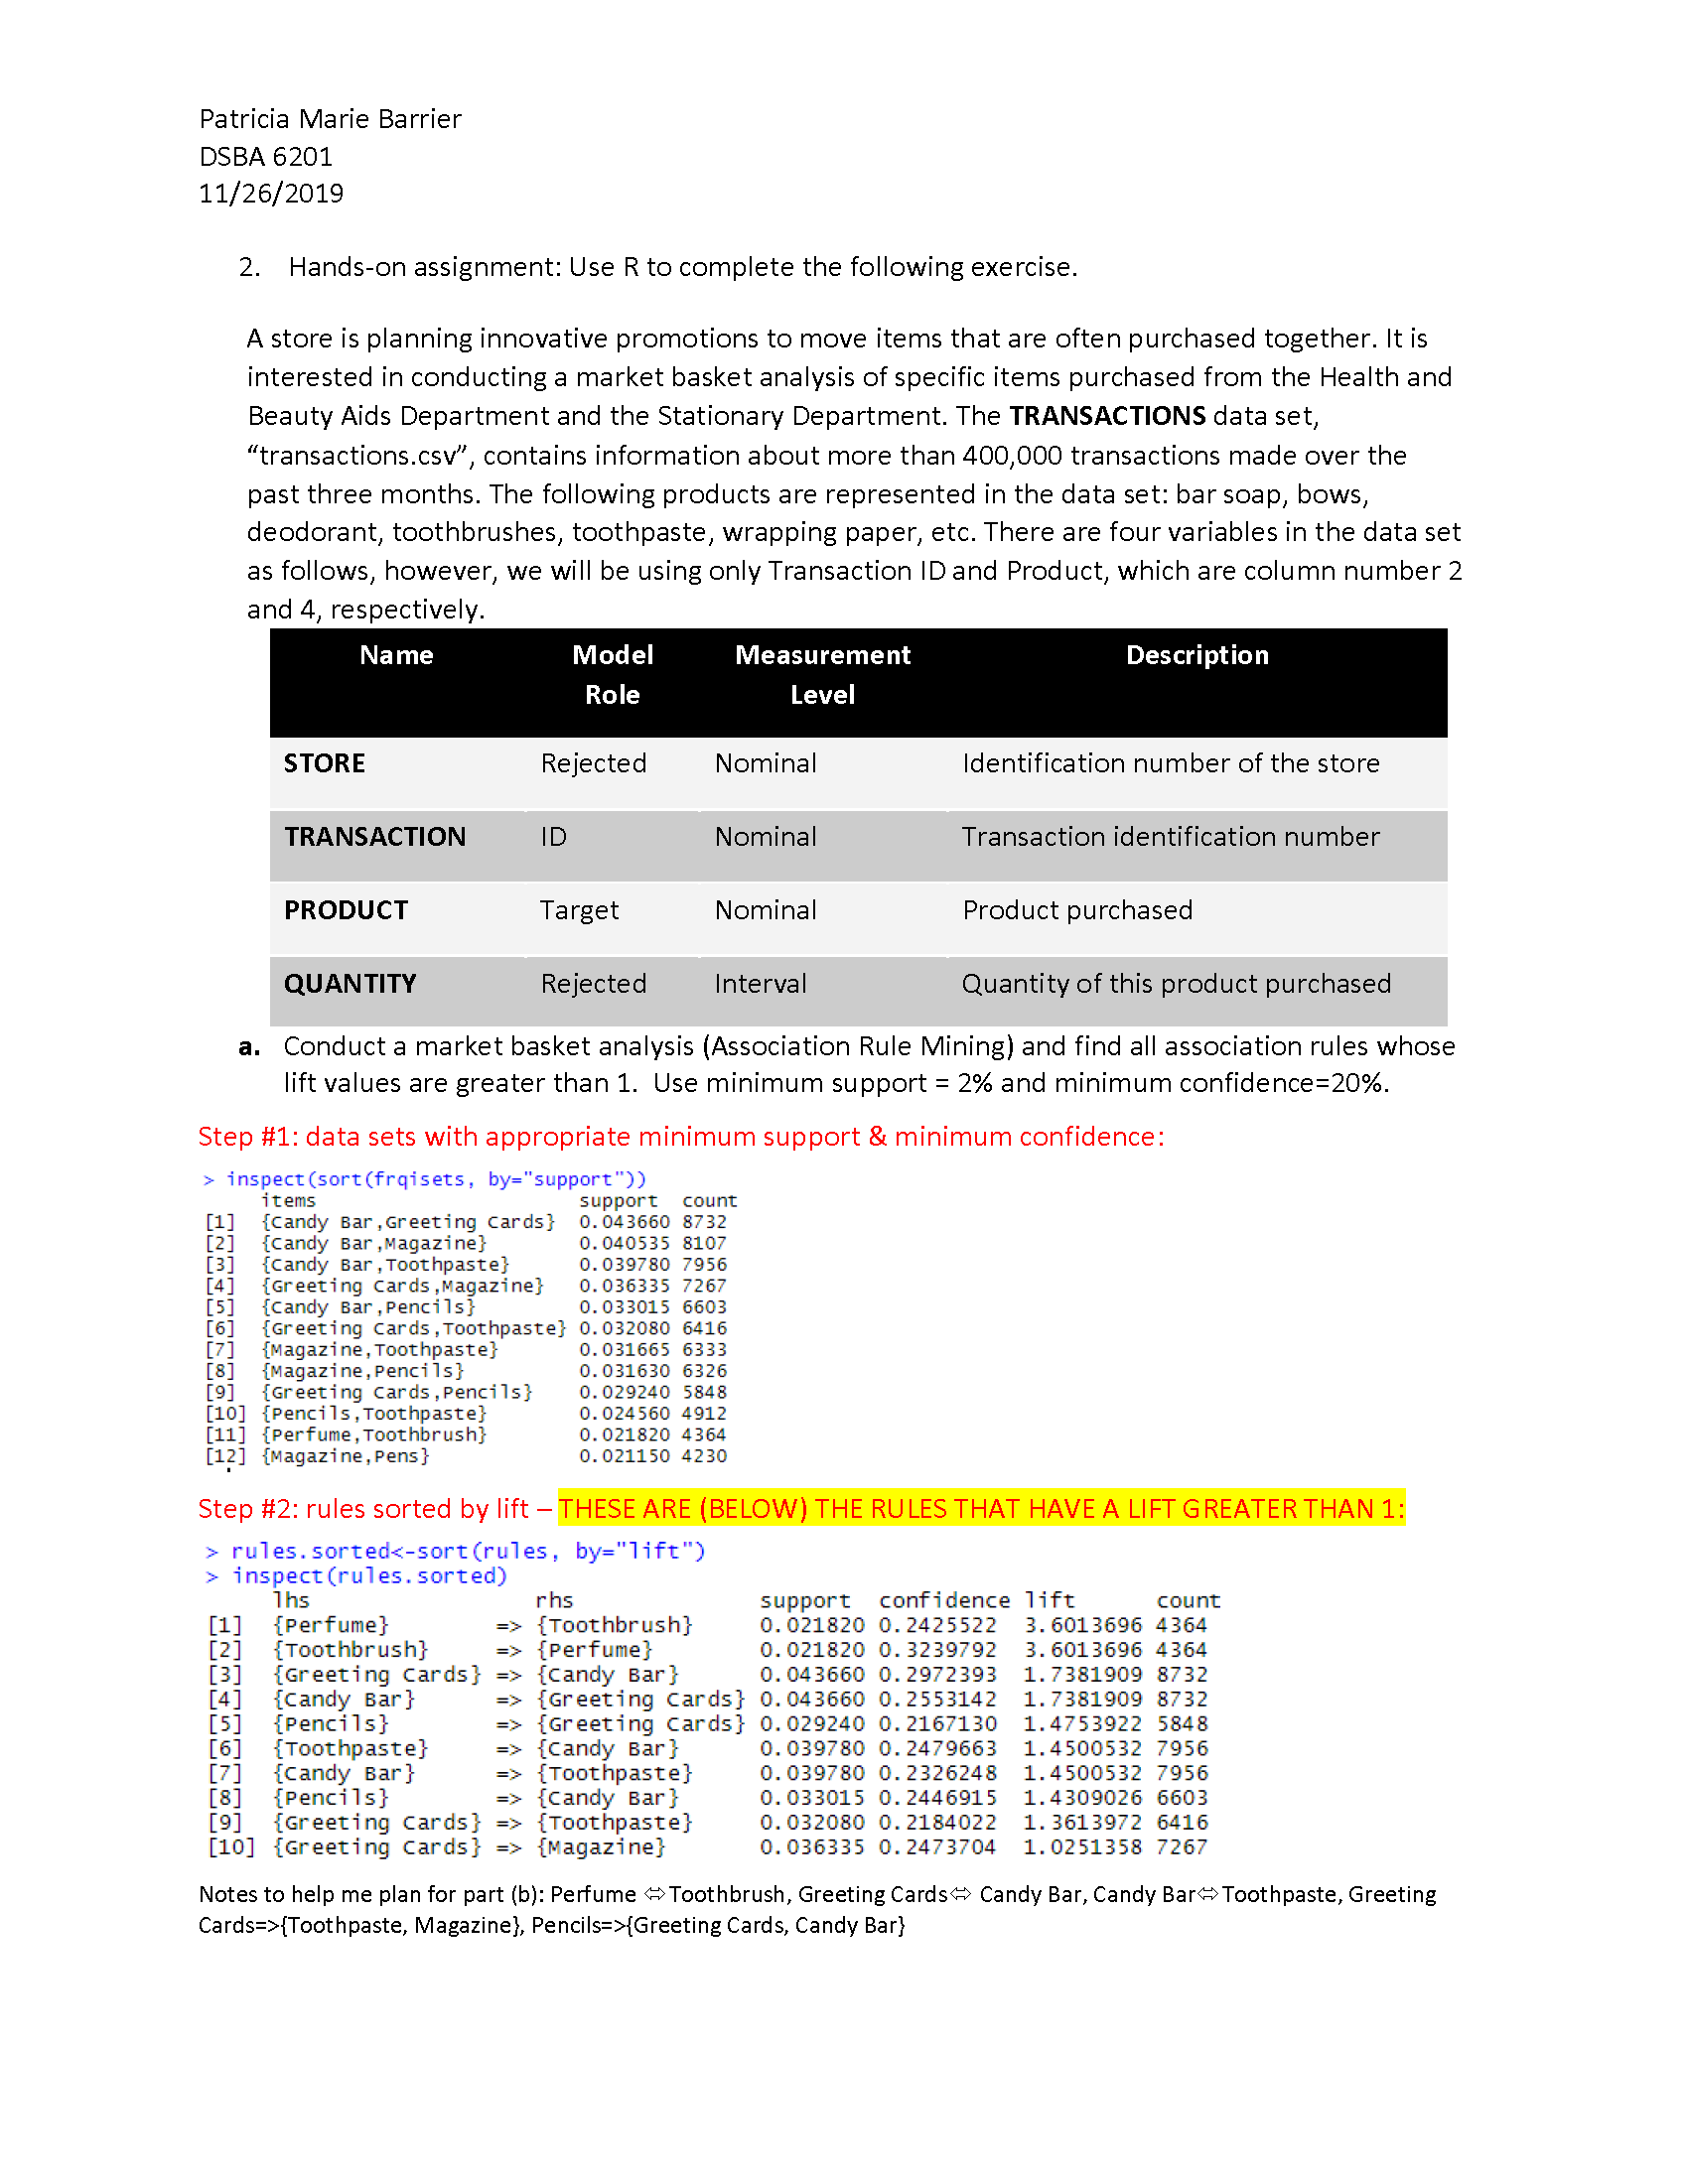 Patricia Marie Barrier
DSBA 6201
11/26/2019
2. Hands-on assignment: Use R to complete the following exercise.
A store is planning innovative promotions to move items that are often purchased together. It is
interested in conducting a market basket analysis of specific items purchased from the Health and
Beauty Aids Department and the Stationary Department. The TRANSACTIONS data set,
“transactions.csv”, contains information about more than 400,000 transactions made over the
past three months. The following products are represented in the data set: bar soap, bows,
deodorant, toothbrushes, toothpaste, wrapping paper, etc. There are four variables in the data set
as follows, however, we will be using only Transaction ID and Product, which are column number 2
and 4, respectively.
Name Model Role Measurement Level Description
STORE Rejected Nominal Identification number of the store
TRANSACTION ID Nominal Transaction identification number
PRODUCT Target Nominal Product purchased
QUANTITY Rejected Interval Quantity of this product purchased
a. Conduct a market basket analysis (Association Rule Mining) and find all association rules whose
lift values are greater than 1. Use minimum support = 2% and minimum confidence=20%.
Step #1: data sets with appropriate minimum support & minimum confidence:
> inspect(sort(frqisets, by="support"))
items support count
[1] {Candy Bar,Greeting Cards} 0.043660 8732
[2] {Candy Bar,Magazine} 0.040535 8107
[3] {Candy Bar,Toothpaste} 0.039780 7956
[4] {Greeting Cards,Magazine} 0.036335 7267
[5] {Candy Bar,Pencils} 0.033015 6603
[6] {Greeting Cards,Toothpaste} 0.032080 6416
[7] {Magazine,Toothpaste} 0.031665 6333
[8] {Magazine,Pencils} 0.031630 6326
[9] {Greeting Cards,Pencils} 0.029240 5848
[10] {Pencils,Toothpaste} 0.024560 4912
[11] {Perfume,Toothbrush} 0.021820 4364
[12] {Magazine,Pens} 0.021150 4230
Step #2: rules sorted by lift – THESE ARE (BELOW) THE RULES THAT HAVE A LIFT GREATER THAN 1:
> rules.sorted<-sort(rules, by="lift")
> inspect(rules.sorted)
lhs rhs support confidence lift count
[1] {Perfume} => {Toothbrush} 0.021820 0.2425522 3.6013696 4364
[2] {Toothbrush} => {Perfume} 0.021820 0.3239792 3.6013696 4364
[3] {Greeting Cards} => {Candy Bar} 0.043660 0.2972393 1.7381909 8732
[4] {Candy Bar} => {Greeting Cards} 0.043660 0.2553142 1.7381909 8732
[5] {Pencils} => {Greeting Cards} 0.029240 0.2167130 1.4753922 5848
[6] {Toothpaste} => {Candy Bar} 0.039780 0.2479663 1.4500532 7956
[7] {Candy Bar} => {Toothpaste} 0.039780 0.2326248 1.4500532 7956
[8] {Pencils} => {Candy Bar} 0.033015 0.2446915 1.4309026 6603
[9] {Greeting Cards} => {Toothpaste} 0.032080 0.2184022 1.3613972 6416
[10] {Greeting Cards} => {Magazine} 0.036335 0.2473704 1.0251358 7267
Notes to help me plan for part (b): Perfume ⬄Toothbrush, Greeting Cards⬄ Candy Bar, Candy Bar⬄Toothpaste, Greeting
Cards=>{Toothpaste, Magazine}, Pencils=>{Greeting Cards, Candy Bar}